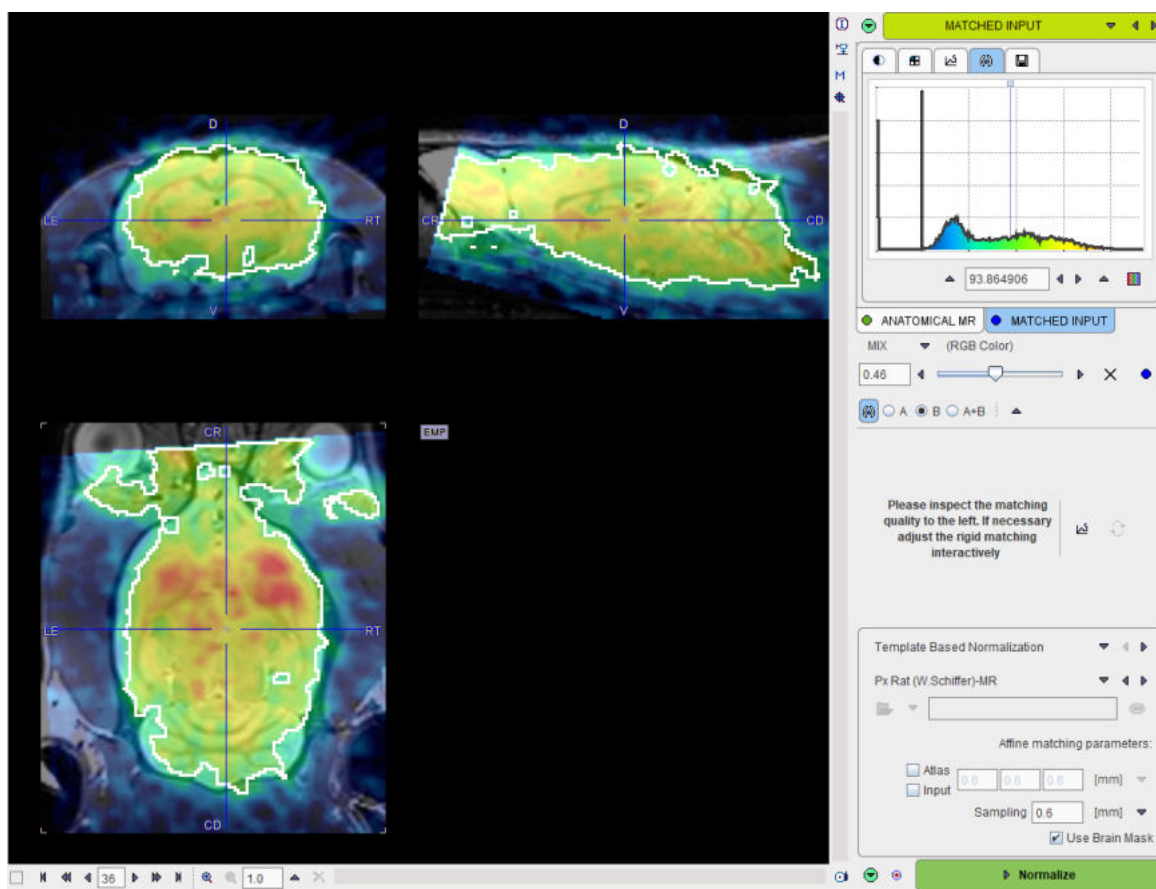 MATCHED INPUT
D
LE
RT
V
D
CR
CD
V
M
93.864906
ANATOMICAL MR
MATCHED INPUT
MIX
(RGB Color)
0.46
A
B
A+B
CR
LE
RT
CD
EMP
Please inspect the matching
quality to the left. If necessary
adjust the rigid matching
interactively
Template Based Normalization
Px Rat (W.Schiffer)-MR
Affine matching parameters:
Atlas
Input
0.6
0.6
0.6
[mm]
Sampling
0.6
[mm]
Use Brain Mask
36
1.0
Normalize